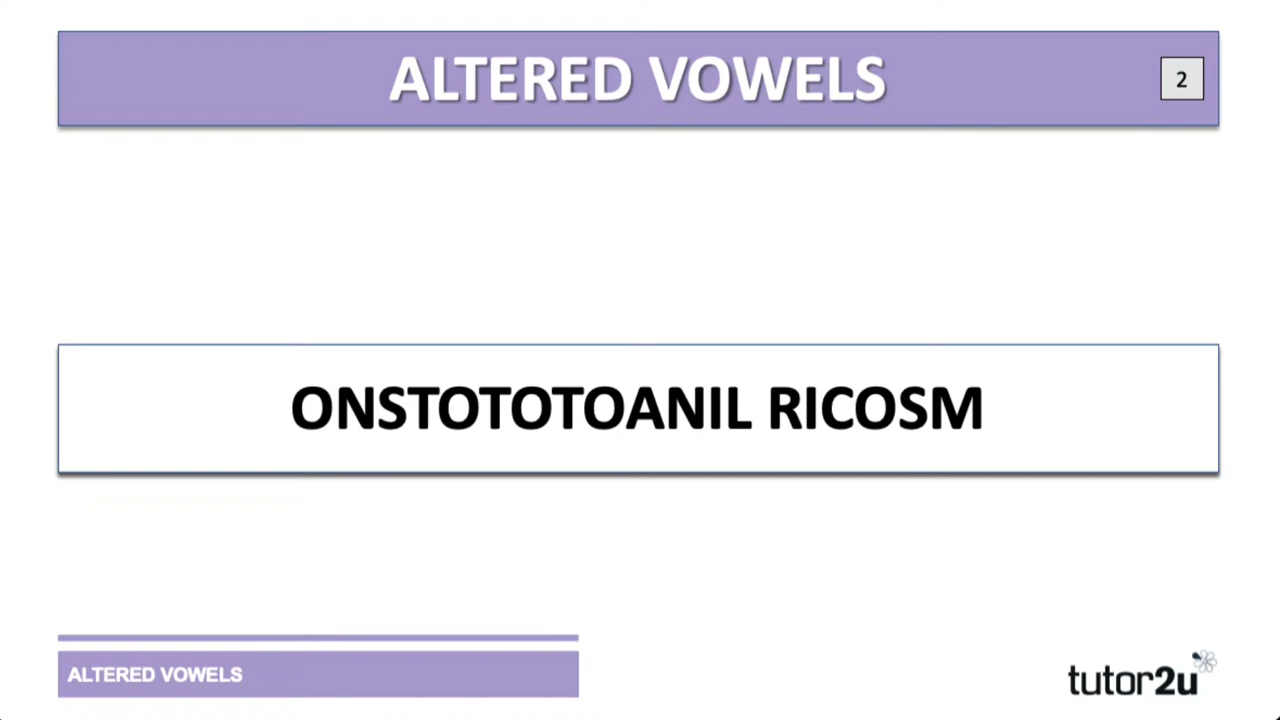 ALTERED VOWELS
2
ONSTOTOTOANIL RICOSM
ALTERED VOWELS
tutor2u